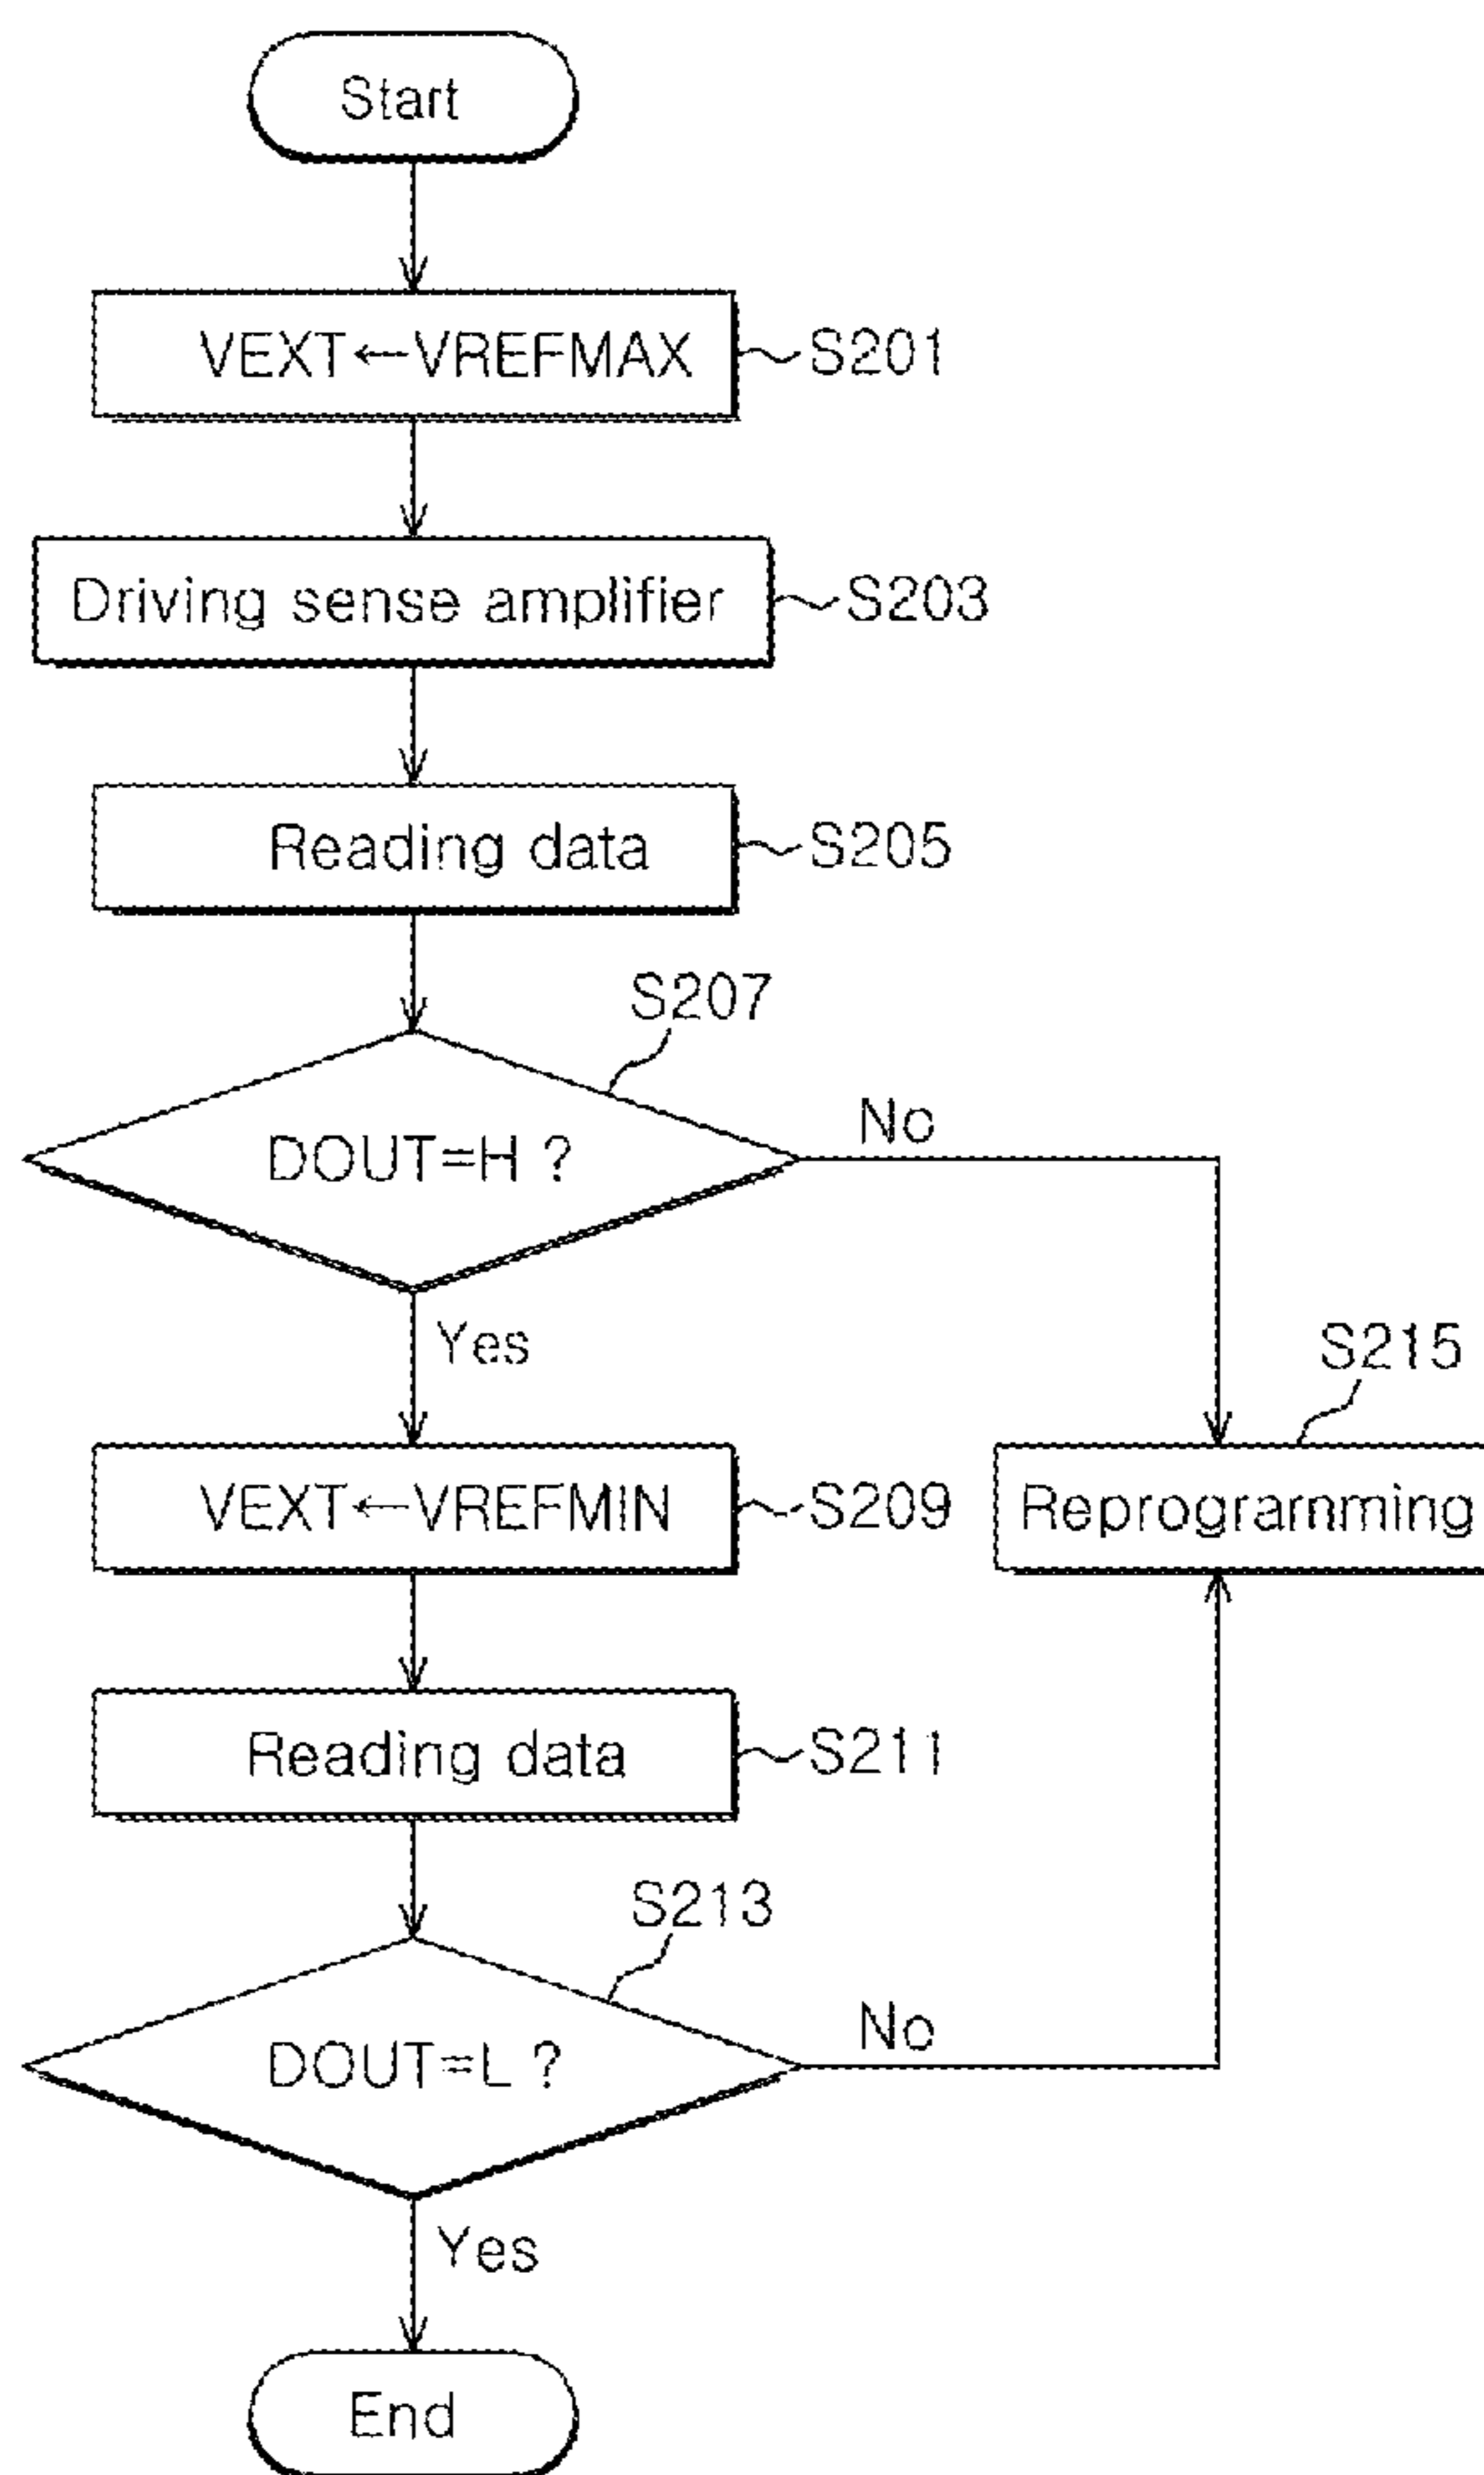 Start
VEXT←VREFMAX
S201
Driving sense amplifier
S203
Reading data
S205
S207
DOUT=H ?
No
Yes
S215
VEXT←VREFMIN
S209
Reprogramming
Reading data
S211
S213
DOUT=L ?
No
Yes
End